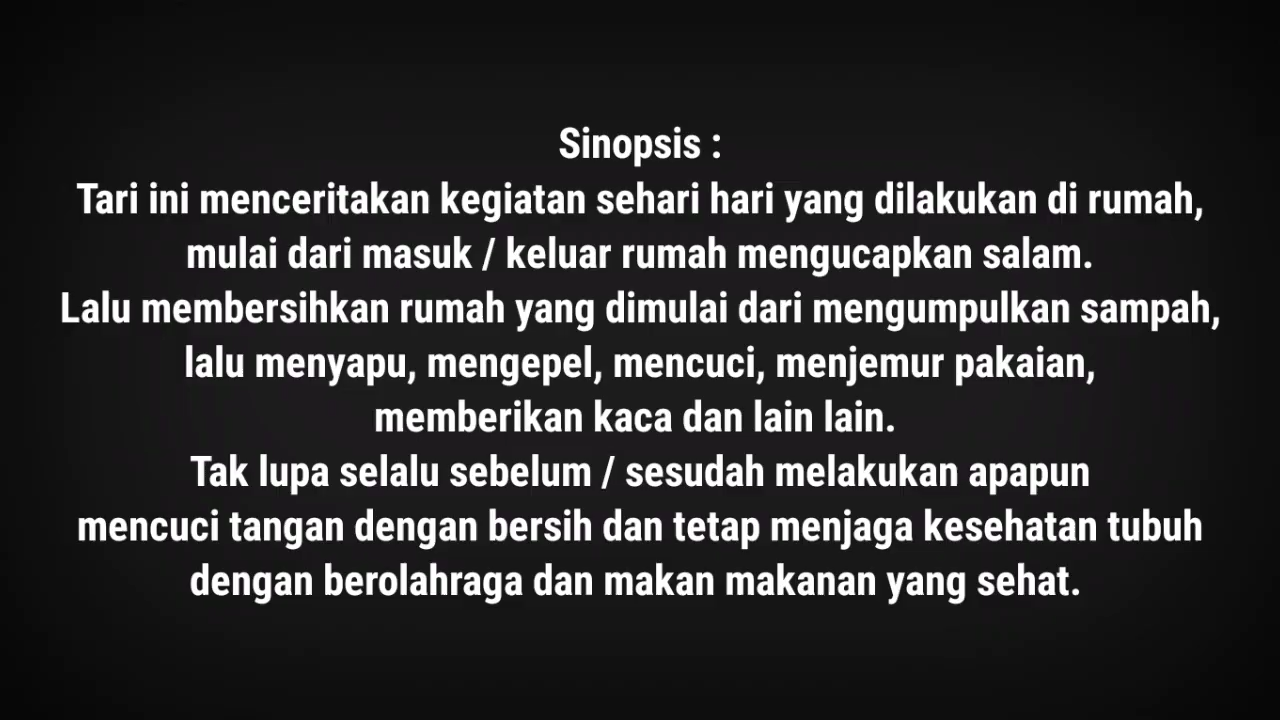 Sinopsis :
Tari ini menceritakan kegiatan sehari hari yang dilakukan di rumah,
mulai dari masuk / keluar rumah mengucapkan salam.
Lalu membersihkan rumah yang dimulai dari mengumpulkan sampah,
lalu menyapu, mengepel, mencuci, menjemur pakaian,
memberikan kaca dan lain lain.
Tak lupa selalu sebelum / sesudah melakukan apapun
mencuci tangan dengan bersih dan tetap menjaga kesehatan tubuh
dengan berolahraga dan makan makanan yang sehat.